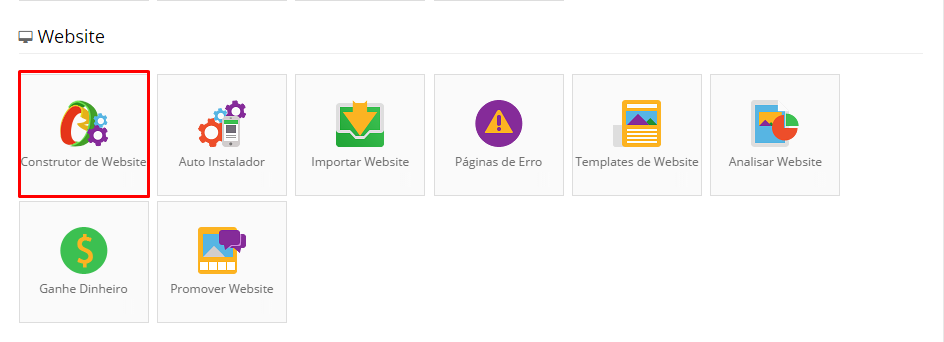 Website
Construtor de Website
Auto Instalador
Importar Website
Páginas de Erro
Templates de Website
Analisar Website
Ganhe Dinheiro
Promover Website